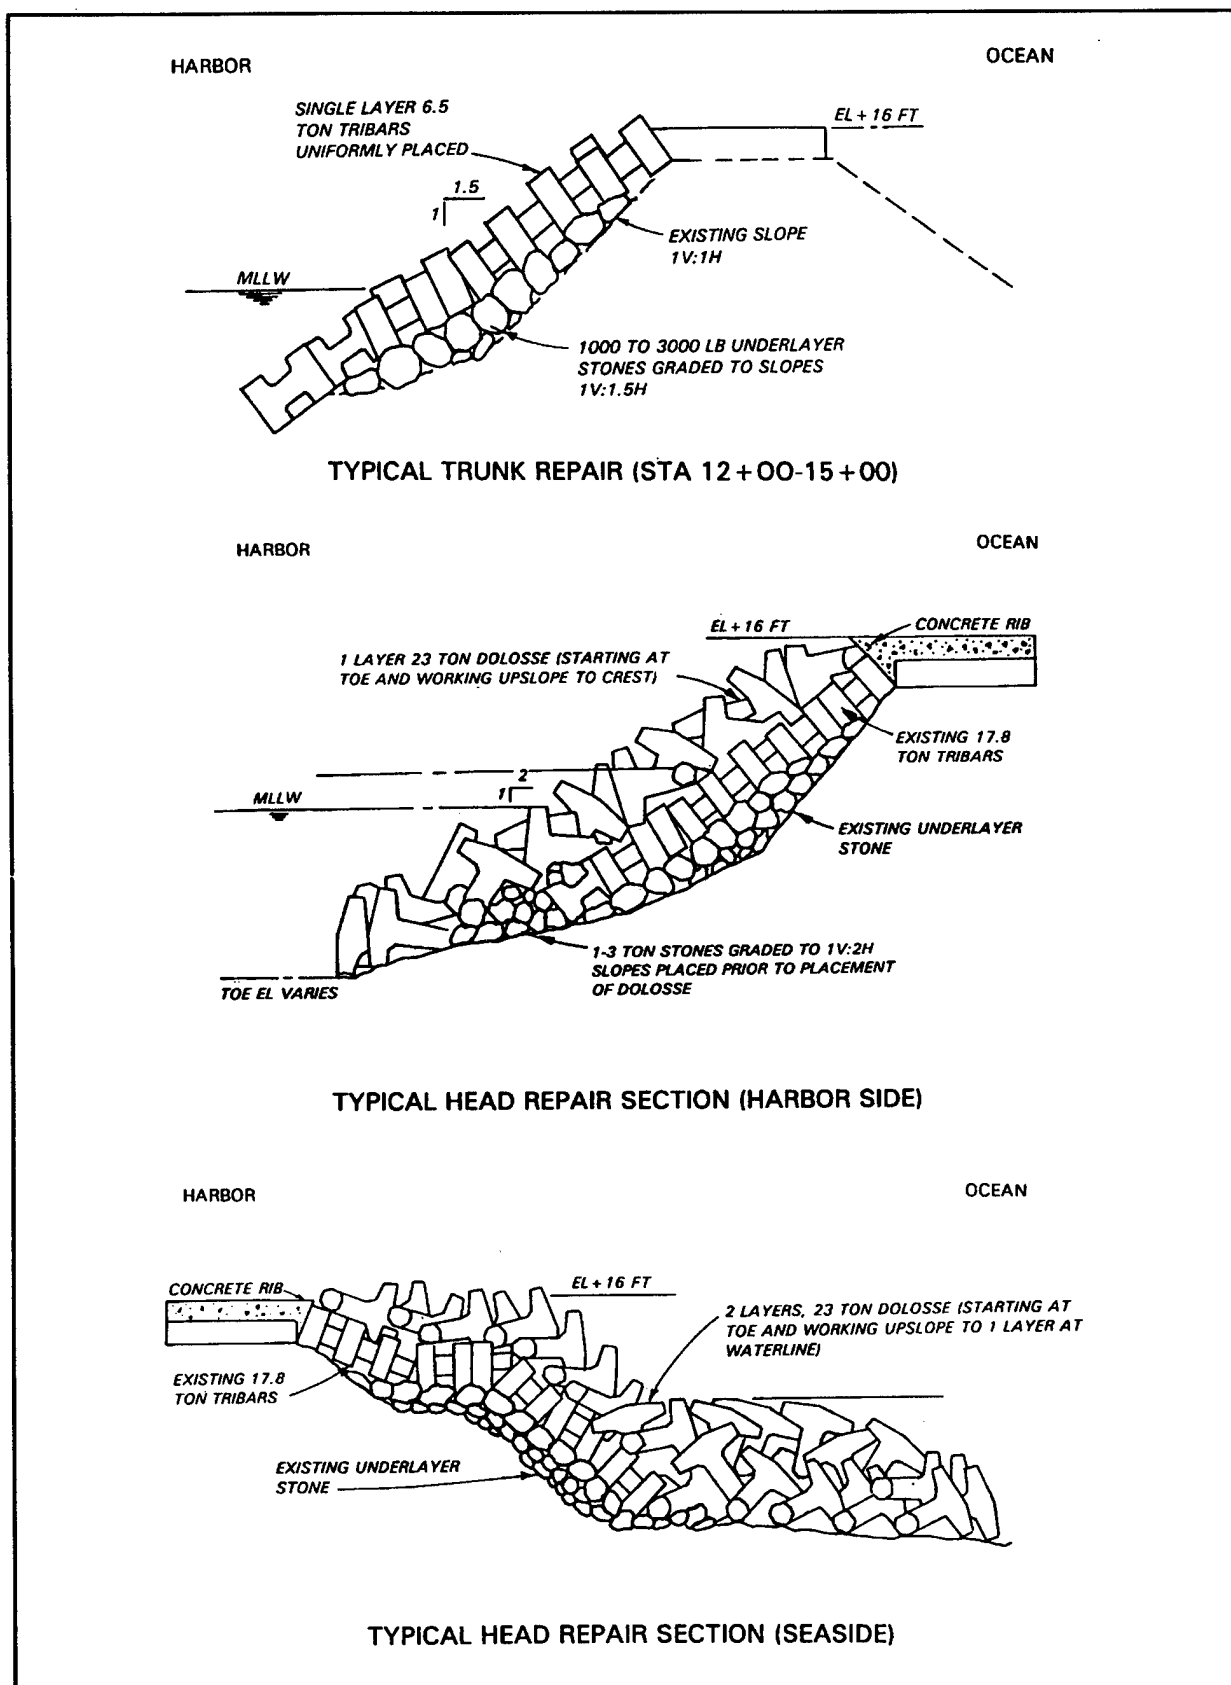 HARBOR
OCEAN
SINGLE LAYER 6.5
TON TRIBARS
UNIFORMLY PLACED
EL + 16 FT
1.5
1
EXISTING SLOPE
1V:1H
MLLW
1000 TO 3000 LB UNDERLAYER
STONES GRADED TO SLOPES
1V:1.5H
TYPICAL TRUNK REPAIR (STA 12+OO-15+OO)
HARBOR
OCEAN
EL + 16 FT
CONCRETE RIB
1 LAYER 23 TON DOLOSSE (STARTING AT
TOE AND WORKING UPSLOPE TO CREST)
EXISTING 17.8
TON TRIBARS
2
1
MLLW
EXISTING UNDERLAYER
STONE
1-3 TON STONES GRADED TO 1V:2H
SLOPES PLACED PRIOR TO PLACEMENT
OF DOLOSSE
TOE EL VARIES
TYPICAL HEAD REPAIR SECTION (HARBOR SIDE)
HARBOR
OCEAN
CONCRETE RIB
EL + 16 FT
2 LAYERS, 23 TON DOLOSSE (STARTING AT
TOE AND WORKING UPSLOPE TO 1 LAYER AT
WATERLINE)
EXISTING 17.8
TON TRIBARS
EXISTING UNDERLAYER
STONE
TYPICAL HEAD REPAIR SECTION (SEASIDE)